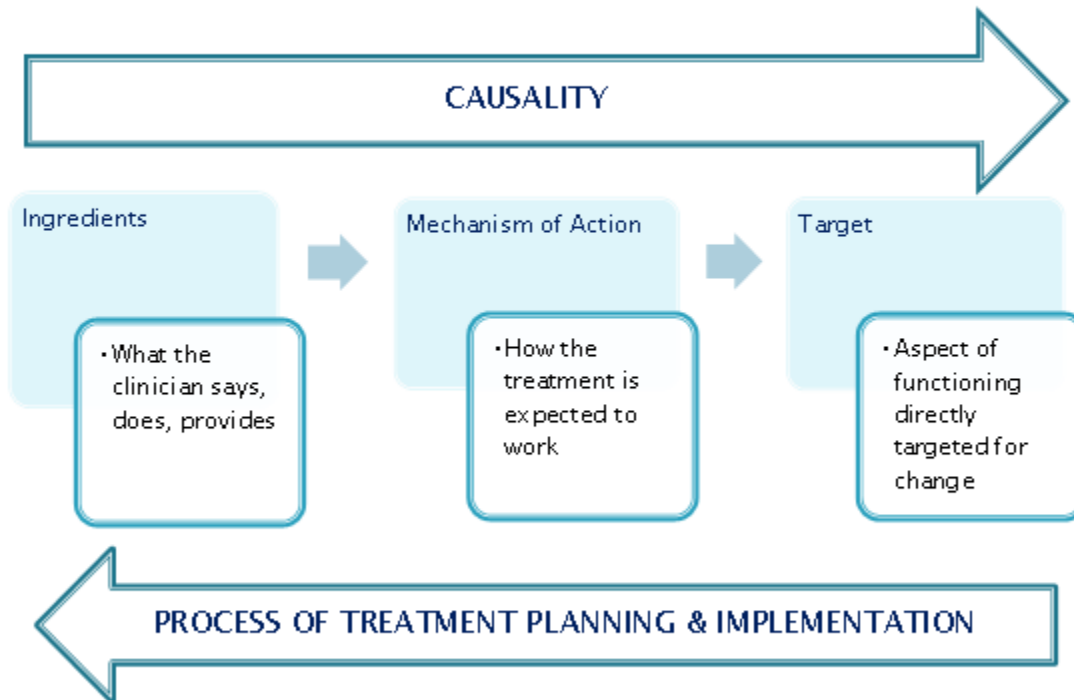 CAUSALITY
Ingredients
• What the
clinician says,
does, provides
Mechanism of Action
• How the
treatment is
expected to
work
Target
• Aspect of
functioning
directly
targeted for
change
PROCESS OF TREATMENT PLANNING & IMPLEMENTATION